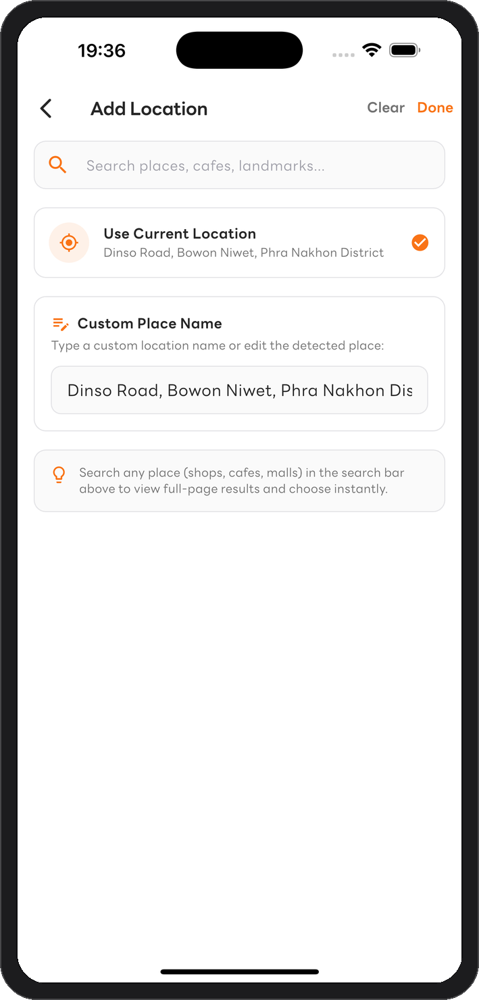 19:36
Add Location
Clear
Done
Search places, cafes, landmarks...
Use Current Location
Dinso Road, Bowon Niwet, Phra Nakhon District
Custom Place Name
Type a custom location name or edit the detected place:
Dinso Road, Bowon Niwet, Phra Nakhon Dis
Search any place (shops, cafes, malls) in the search bar
above to view full-page results and choose instantly.